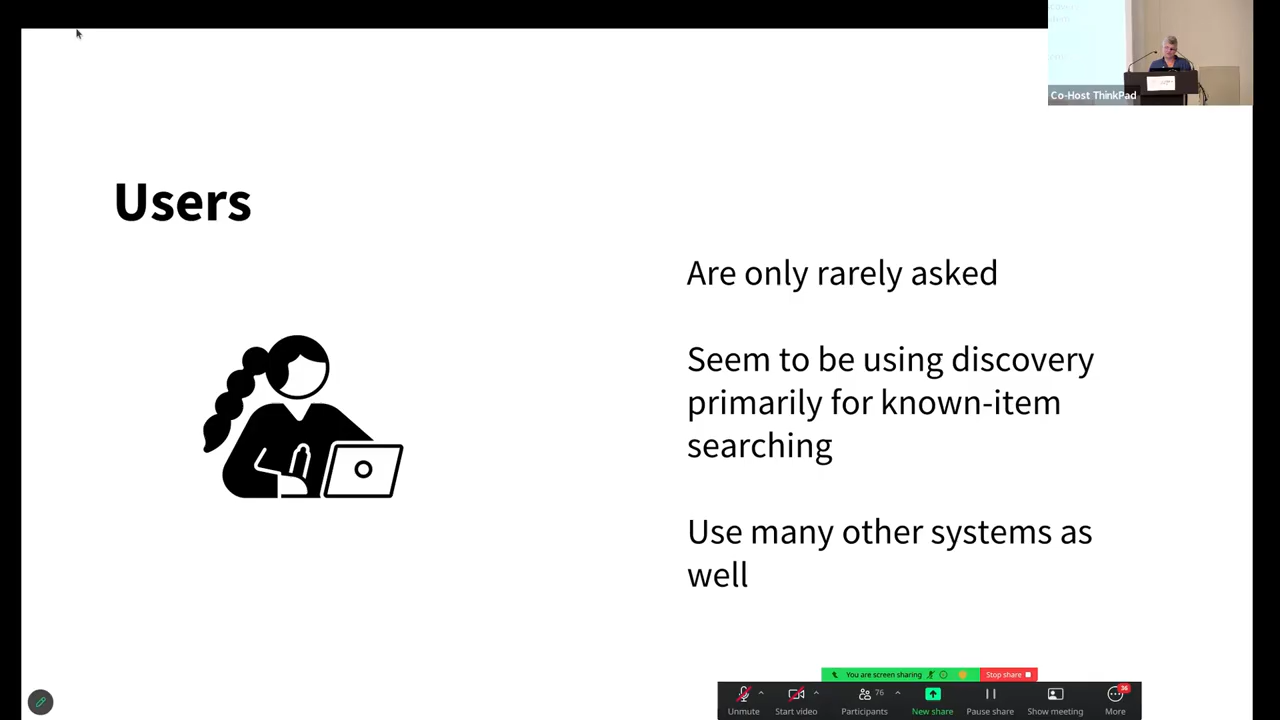 Co-Host ThinkPad
Users
Are only rarely asked
Seem to be using discovery
primarily for known-item
searching
Use many other systems as
well
You are screen sharing
Stop share
76
36
Unmute
Start video
Participants
New share
Pause share
Show meeting
More